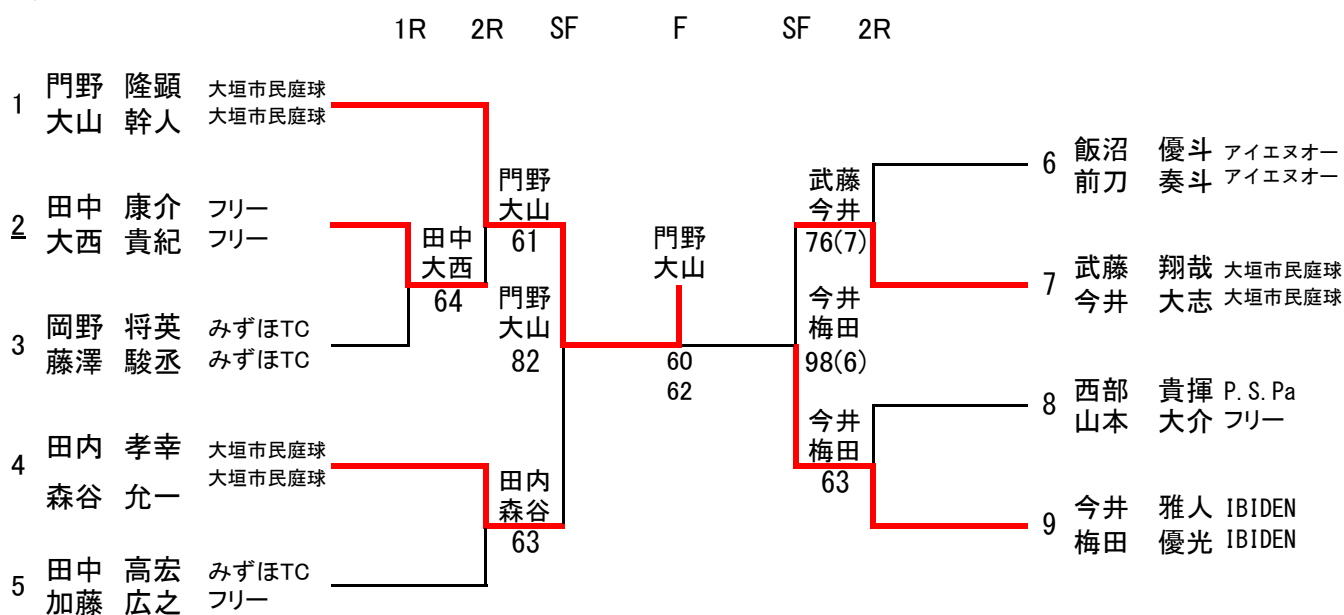 1R 2R SF F SF 2R
1 門野 隆顕 大垣市民庭球
大山 幹人 大垣市民庭球
2 田中 康介 フリー
大西 貴紀 フリー
3 岡野 将英 みずほTC
藤澤 駿丞 みずほTC
4 田内 孝幸 大垣市民庭球
森谷 允一 大垣市民庭球
5 田中 高宏 みずほTC
加藤 広之 フリー
田中
大西
64
門野
大山
61
門野
大山
82
田内
森谷
63
門野
大山
60
62
武藤
今井
76(7)
今井
梅田
98(6)
今井
梅田
63
6 飯沼 優斗 アイエヌオー
前刀 奏斗 アイエヌオー
7 武藤 翔哉 大垣市民庭球
今井 大志 大垣市民庭球
8 西部 貴揮 P.S.Pa
山本 大介 フリー
9 今井 雅人 IBIDEN
梅田 優光 IBIDEN